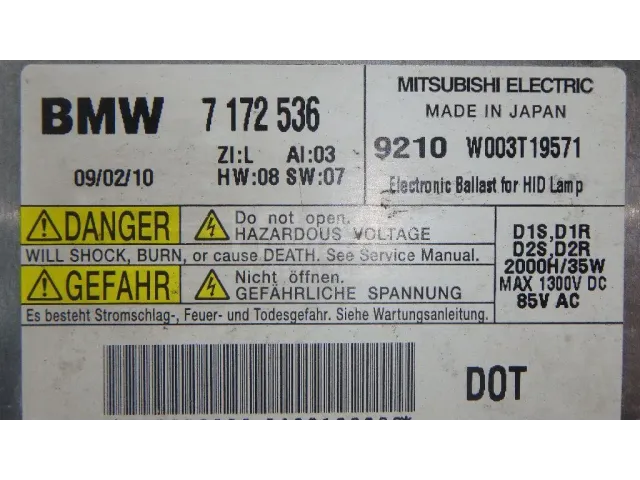 BMW 7 172 536
ZI:L AI:03
09/02/10 HW:08 SW:07
MITSUBISHI ELECTRIC
MADE IN JAPAN
9210 W003T19571
Electronic Ballast for HID Lamp
DANGER Do not open.
HAZARDOUS VOLTAGE
WILL SHOCK, BURN, or cause DEATH. See Service Manual.
GEFAHR Nicht öffnen.
GEFÄHRLICHE SPANNUNG
Es besteht Stromschlag-, Feuer- und Todesgefahr. Siehe Wartungsanleitung.
D1S,D1R
D2S,D2R
2000H/35W
MAX 1300V DC
85V AC
DOT